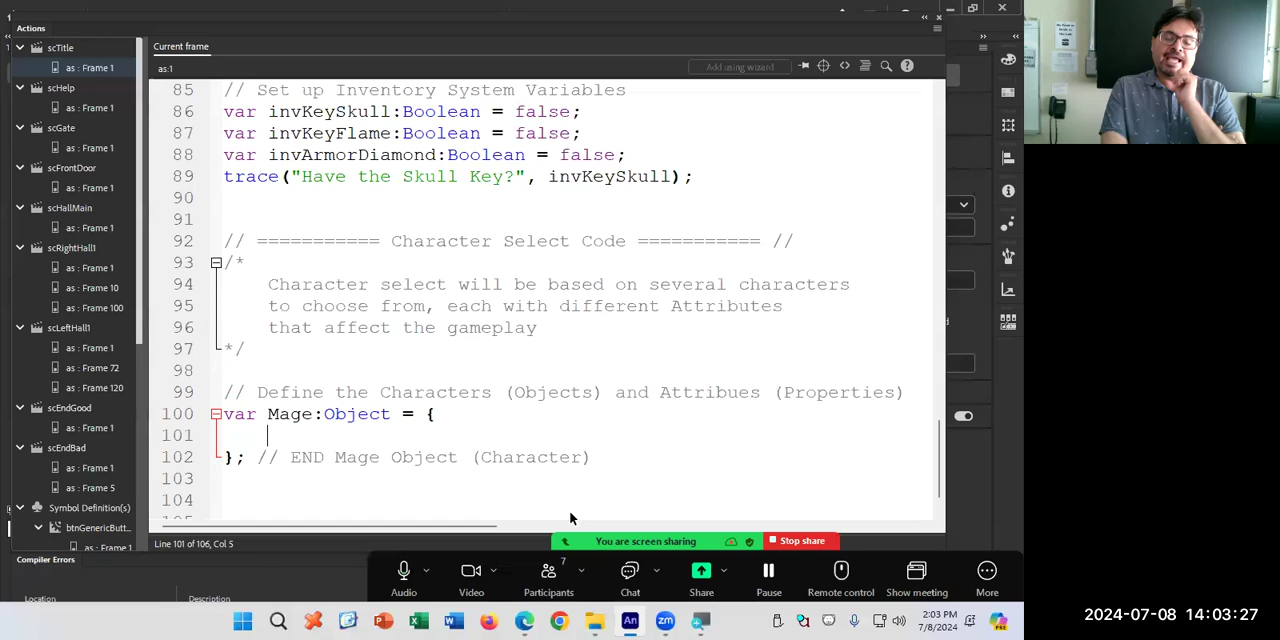 Actions
scTitle
as : Frame 1
scHelp
as : Frame 1
scGate
as : Frame 1
scFrontDoor
as : Frame 1
scHallMain
as : Frame 1
scRightHall1
as : Frame 1
as : Frame 10
as : Frame 100
scLeftHall1
as : Frame 1
as : Frame 72
as : Frame 120
scEndGood
as : Frame 1
scEndBad
as : Frame 1
as : Frame 5
Symbol Definition(s)
btnGenericButt...
as : Frame 1
Current frame
as:1
Add using wizard
85 // Set up Inventory System Variables
86 var invKeySkull:Boolean = false;
87 var invKeyFlame:Boolean = false;
88 var invArmorDiamond:Boolean = false;
89 trace("Have the Skull Key?", invKeySkull);
90
91
92 // =========== Character Select Code =========== //
93 /*
94 Character select will be based on several characters
95 to choose from, each with different Attributes
96 that affect the gameplay
97 */
98
99 // Define the Characters (Objects) and Attribues (Properties)
100 var Mage:Object = {
101
102 }; // END Mage Object (Character)
103
104
Line 101 of 106, Col 5
You are screen sharing
Stop share
Compiler Errors
Location
Description
7
Audio
Video
Participants
Chat
Share
Pause
Remote control
Show meeting
More
2:03 PM
7/8/2024
2024-07-08 14:03:27